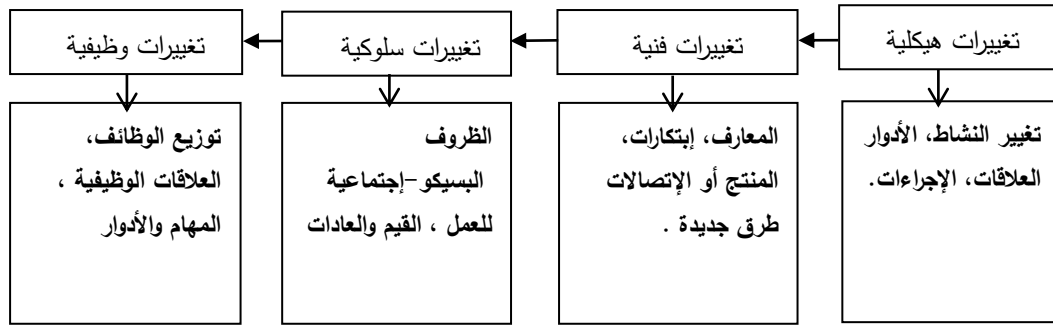 تغييرات هيكلية
تغييرات فنية
تغييرات سلوكية
تغييرات وظيفية
تغيير النشاط، الأدوار
العلاقات، الإجراءات.
المعارف، إبتكارات،
المنتج أو الإتصالات
طرق جديدة .
الظروف
البسيكو-إجتماعية
للعمل ، القيم والعادات
توزيع الوظائف،
العلاقات الوظيفية ،
المهام والأدوار